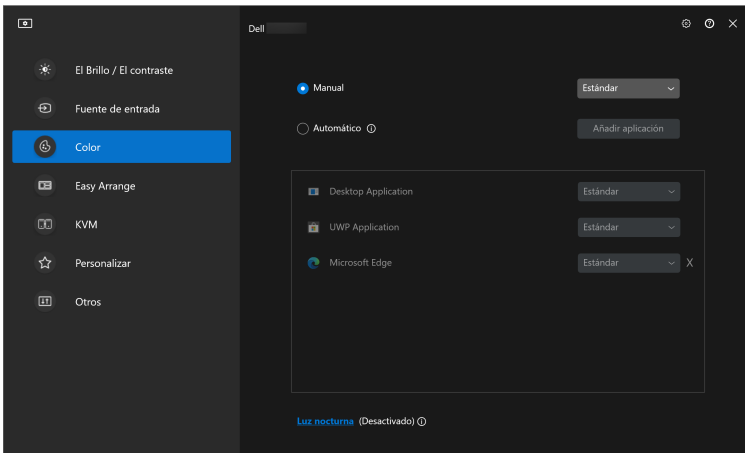 Dell
El Brillo / El contraste
Fuente de entrada
Color
Easy Arrange
KVM
Personalizar
Otros
Manual
Estándar
Automático
Añadir aplicación
Desktop Application
Estándar
UWP Application
Estándar
Microsoft Edge
Estándar
X
Luz nocturna (Desactivado)